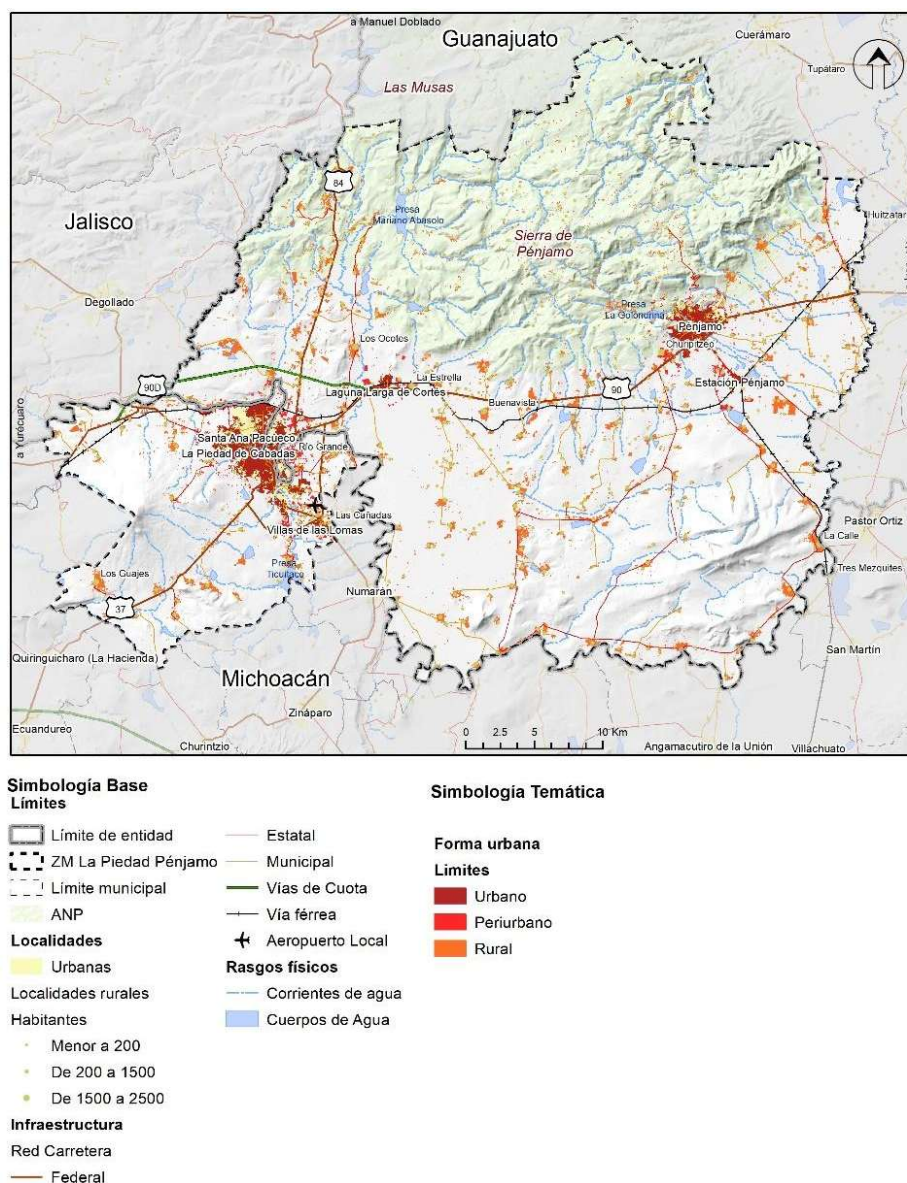 a Manuel Doblado
Guanajuato
Cuerámaro
Tupátaro
Las Musas
84
Jalisco
Presa
Mariano Abasolo
Huitzatar
Sierra de
Pénjamo
Degollado
Presa
La Golondrina
Pénjamo
Churipitzeo
Los Ocotes
90D
La Estrella
Laguna Larga de Cortés
90
Estación Pénjamo
Buenavista
a Yurécuaro
Santa Ana Pacueco
Río Grande
La Piedad de Cabadas
Las Cañadas
Villas de las Lomas
Pastor Ortiz
La Calle
Presa
Ticuítaco
Los Guajes
Tres Mezquites
Numarán
37
Quiringuicharo (La Hacienda)
San Martín
Michoacán
Zináparo
Ecuandureo
0 2.5 5 10 Km
Churintzio
Angamacutiro de la Unión
Villachuato
Simbología Base
Límites
Límite de entidad
ZM La Piedad Pénjamo
Límite municipal
ANP
Localidades
Urbanas
Localidades rurales
Habitantes
Menor a 200
De 200 a 1500
De 1500 a 2500
Infraestructura
Red Carretera
Federal
Estatal
Municipal
Vías de Cuota
Vía férrea
Aeropuerto Local
Rasgos físicos
Corrientes de agua
Cuerpos de Agua
Simbología Temática
Forma urbana
Limites
Urbano
Periurbano
Rural